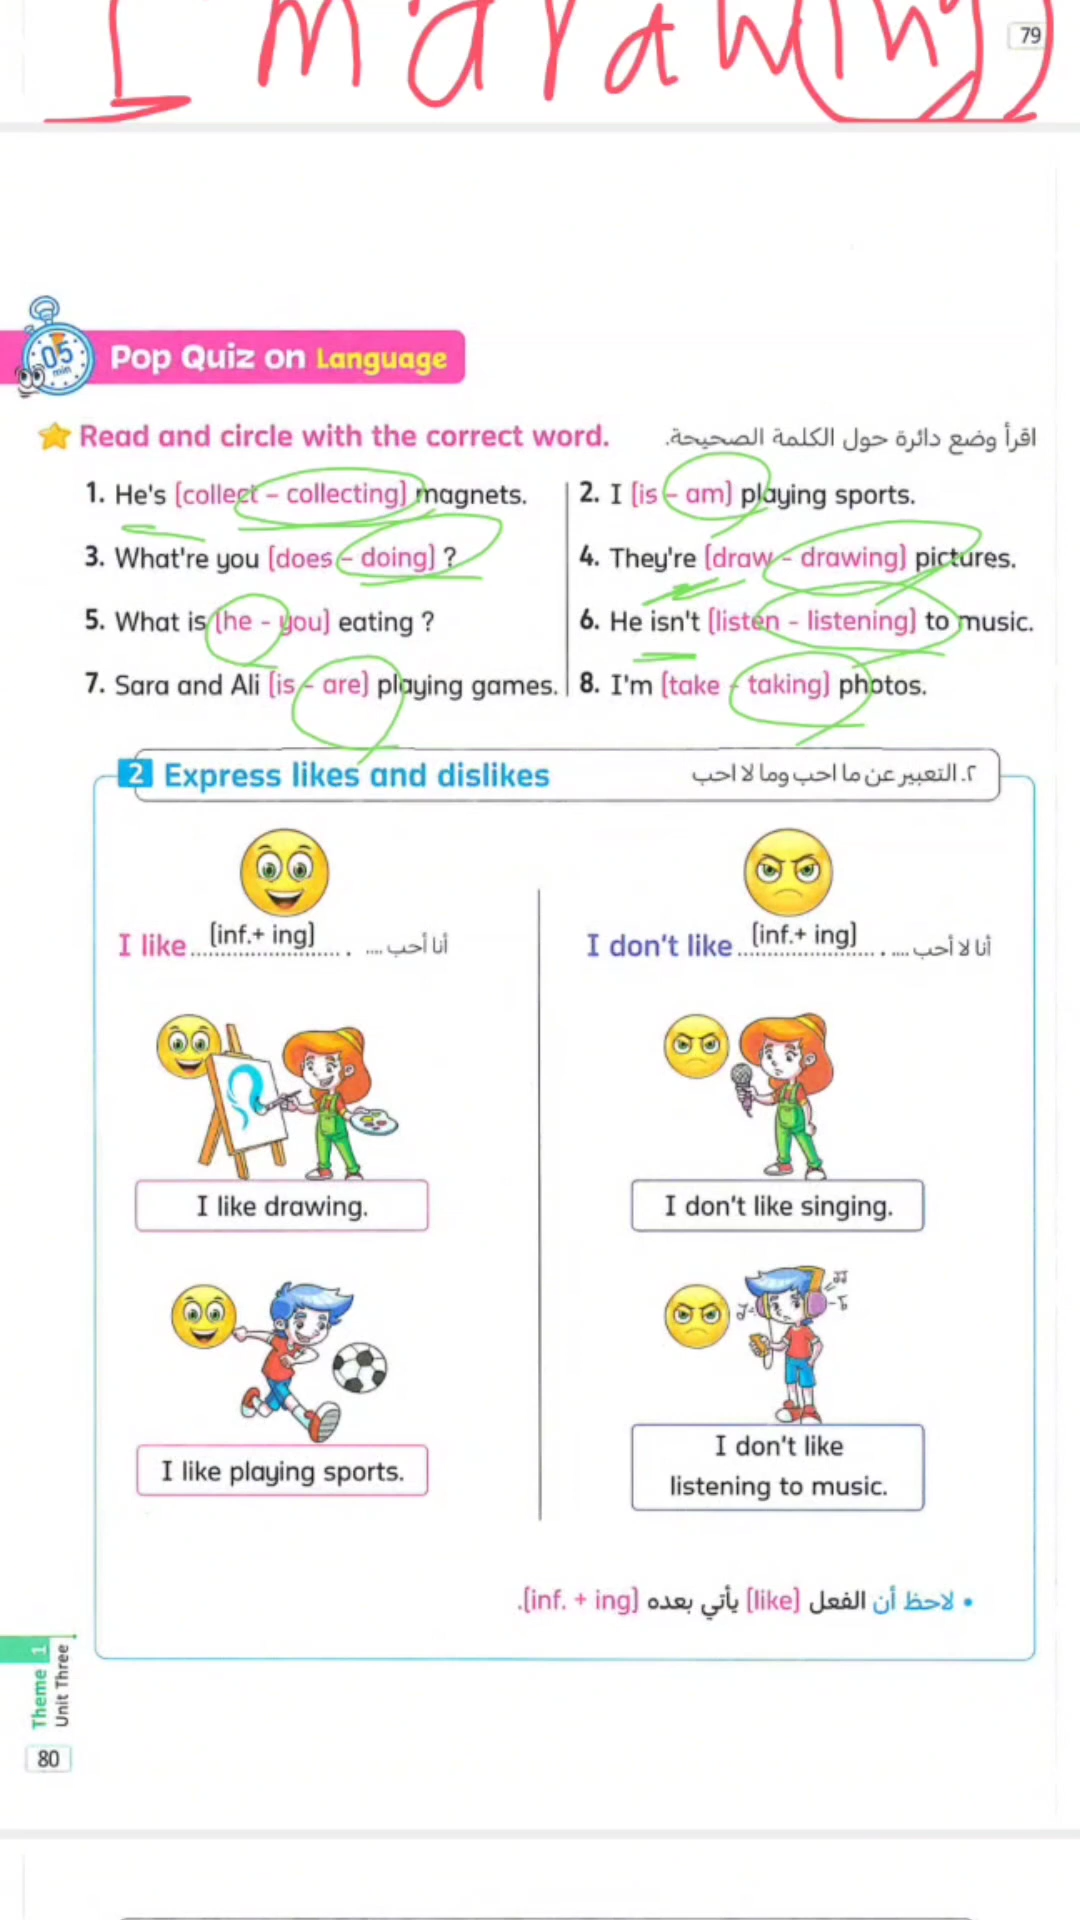 I'm drawing
79
05 min
Pop Quiz on Language
Read and circle with the correct word.
اقرأ وضع دائرة حول الكلمة الصحيحة.
1. He's (collect - collecting) magnets.
2. I (is - am) playing sports.
3. What're you (does - doing) ?
4. They're (draw - drawing) pictures.
5. What is (he - you) eating ?
6. He isn't (listen - listening) to music.
7. Sara and Ali (is - are) playing games.
8. I'm (take - taking) photos.
2 Express likes and dislikes
٢. التعبير عن ما احب وما لا احب
I like (inf.+ ing) .
أنا أحب ....
I don't like (inf.+ ing) .
أنا لا أحب ....
I like drawing.
I don't like singing.
I like playing sports.
I don't like
listening to music.
• لاحظ أن الفعل (like) يأتي بعده (inf. + ing).
Theme 1
Unit Three
80